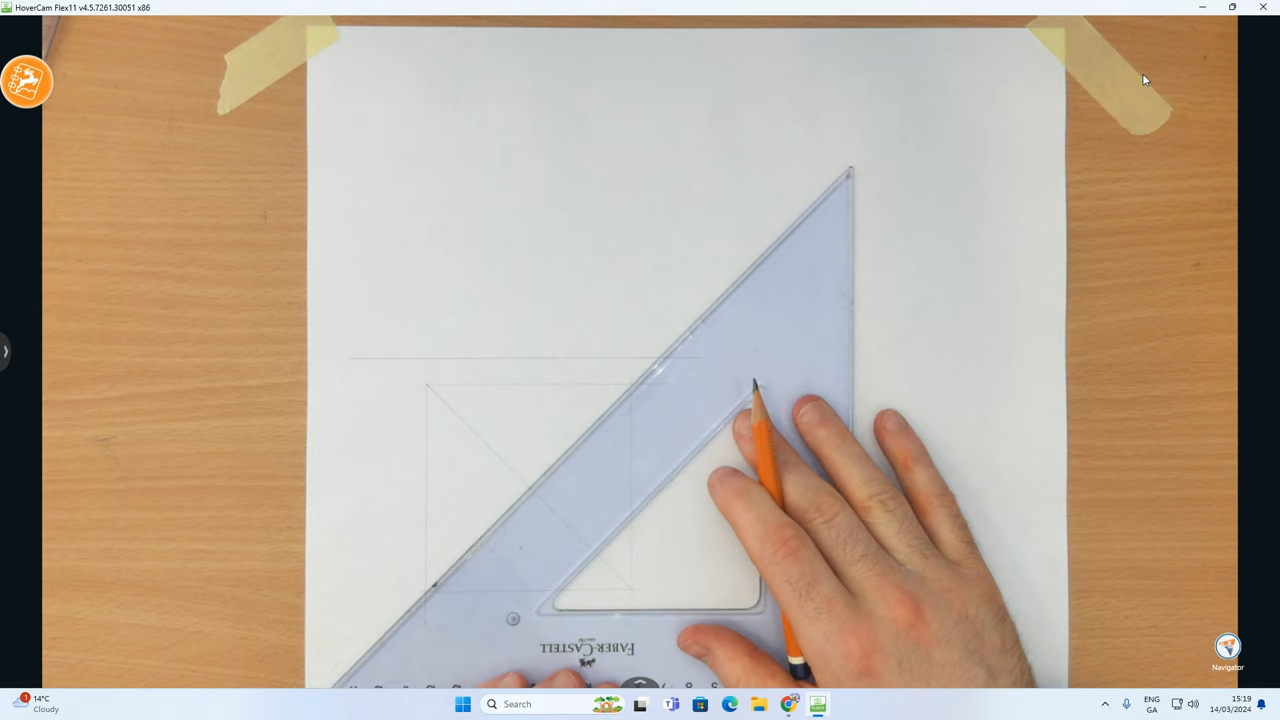 HoverCam Flex11 v4.5.7261.30051 x86
FABER-CASTELL
Navigator
14°C
Cloudy
Search
ENG
GA
15:19
14/03/2024